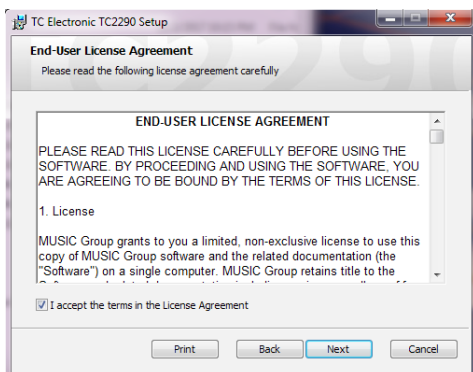 TC Electronic TC2290 Setup
End-User License Agreement
Please read the following license agreement carefully
END-USER LICENSE AGREEMENT
PLEASE READ THIS LICENSE CAREFULLY BEFORE USING THE
SOFTWARE. BY PROCEEDING AND USING THE SOFTWARE, YOU
ARE AGREEING TO BE BOUND BY THE TERMS OF THIS LICENSE.
1. License
MUSIC Group grants to you a limited, non-exclusive license to use this
copy of MUSIC Group software and the related documentation (the
"Software") on a single computer. MUSIC Group retains title to the
I accept the terms in the License Agreement
Print
Back
Next
Cancel